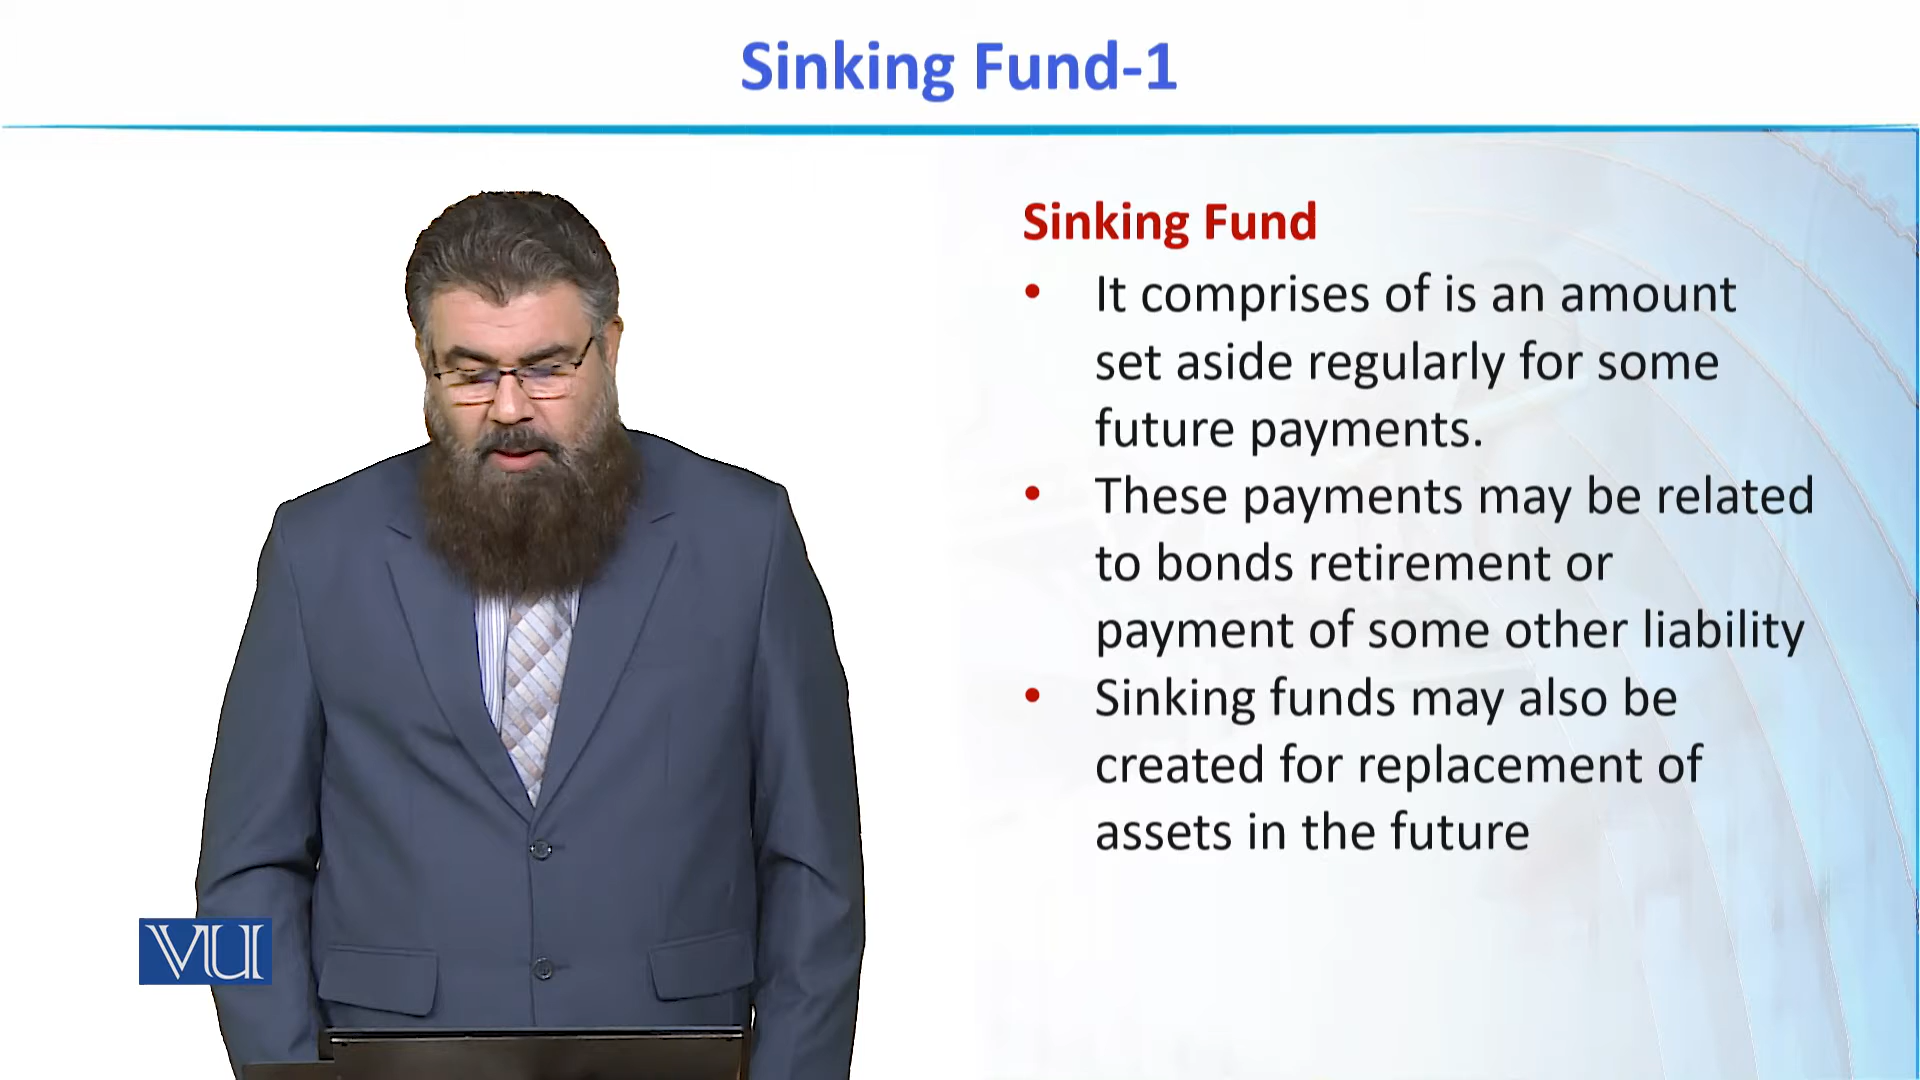 Sinking Fund-1
Sinking Fund
• It comprises of is an amount
set aside regularly for some
future payments.
• These payments may be related
to bonds retirement or
payment of some other liability
• Sinking funds may also be
created for replacement of
assets in the future
VU